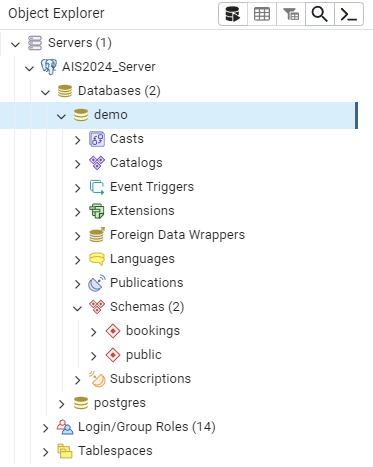 Object Explorer
Servers (1)
AIS2024_Server
Databases (2)
demo
Casts
Catalogs
Event Triggers
Extensions
Foreign Data Wrappers
Languages
Publications
Schemas (2)
bookings
public
Subscriptions
postgres
Login/Group Roles (14)
Tablespaces